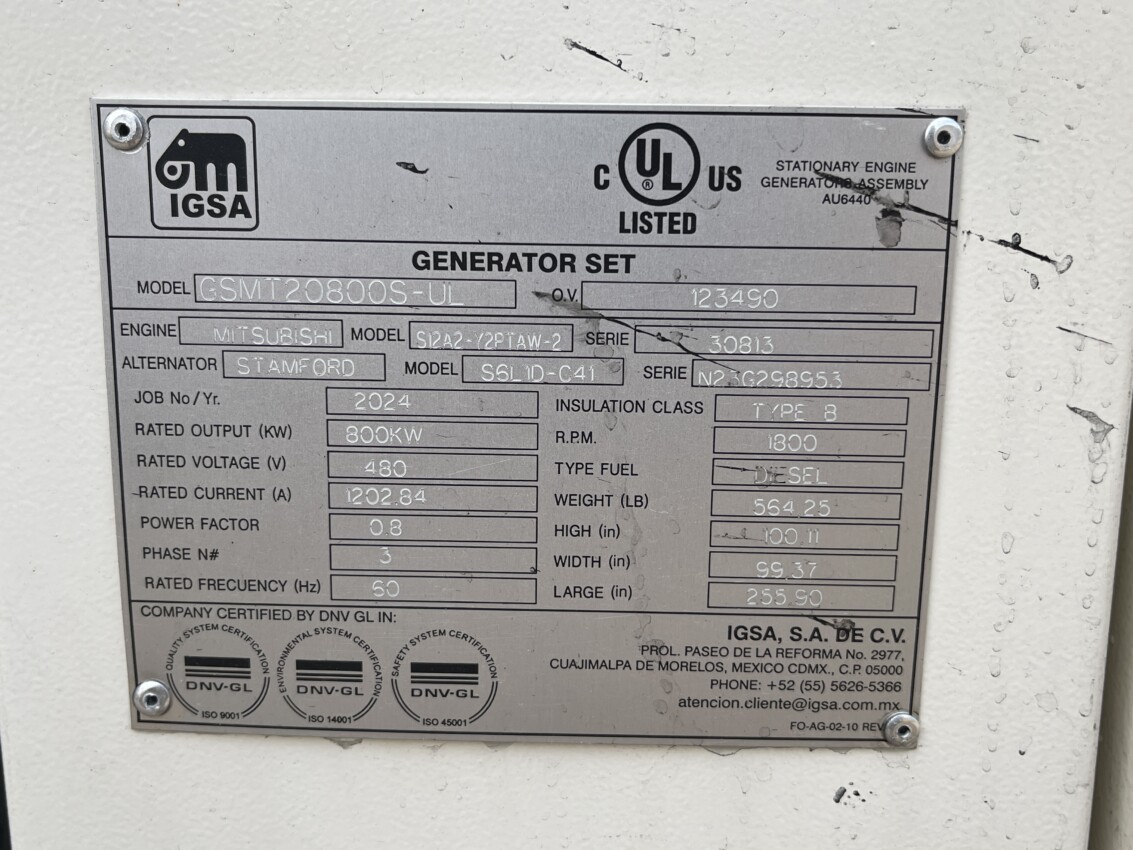 IGSA
C UL® US
LISTED
STATIONARY ENGINE
GENERATORS ASSEMBLY
AU6440
GENERATOR SET
MODEL GSMT20800S-UL O.V. 123490
ENGINE MITSUBISHI MODEL S12A2-Y2PTAW-2 SERIE 30813
ALTERNATOR STAMFORD MODEL S6L1D-C41 SERIE N23G298953
JOB No/Yr. 2024
RATED OUTPUT (KW) 800KW
RATED VOLTAGE (V) 480
RATED CURRENT (A) 1202.84
POWER FACTOR 0.8
PHASE N# 3
RATED FRECUENCY (Hz) 60
INSULATION CLASS TYPE B
R.P.M. 1800
TYPE FUEL DIESEL
WEIGHT (LB) 564.25
HIGH (in) 100.11
WIDTH (in) 99.37
LARGE (in) 255.90
COMPANY CERTIFIED BY DNV GL IN:
QUALITY SYSTEM CERTIFICATION
DNV-GL
ISO 9001
ENVIRONMENTAL SYSTEM CERTIFICATION
DNV-GL
ISO 14001
SAFETY SYSTEM CERTIFICATION
DNV-GL
ISO 45001
IGSA, S.A. DE C.V.
PROL. PASEO DE LA REFORMA No. 2977,
CUAJIMALPA DE MORELOS, MEXICO CDMX., C.P. 05000
PHONE: +52 (55) 5626-5366
atencion.cliente@igsa.com.mx
FO-AG-02-10 REV